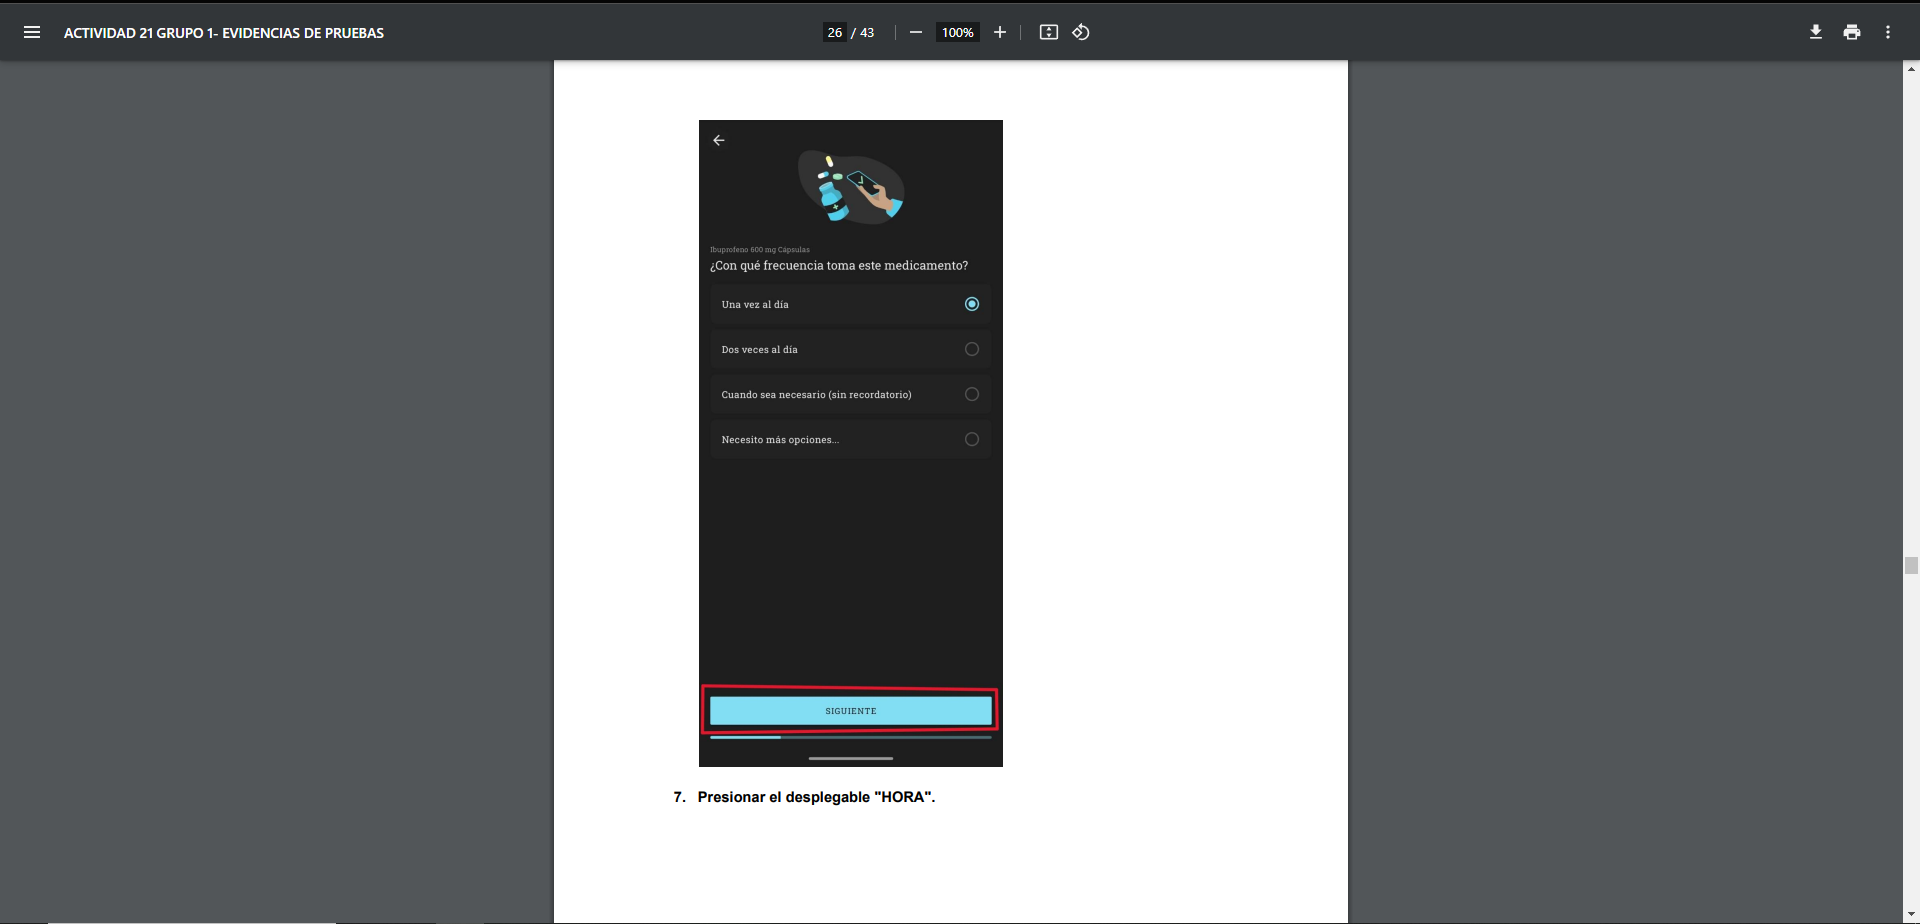 ACTIVIDAD 21 GRUPO 1- EVIDENCIAS DE PRUEBAS
26 / 43
100%
Ibuprofeno 600 mg Cápsulas
¿Con qué frecuencia toma este medicamento?
Una vez al día
Dos veces al día
Cuando sea necesario (sin recordatorio)
Necesito más opciones...
SIGUIENTE
7. Presionar el desplegable "HORA".